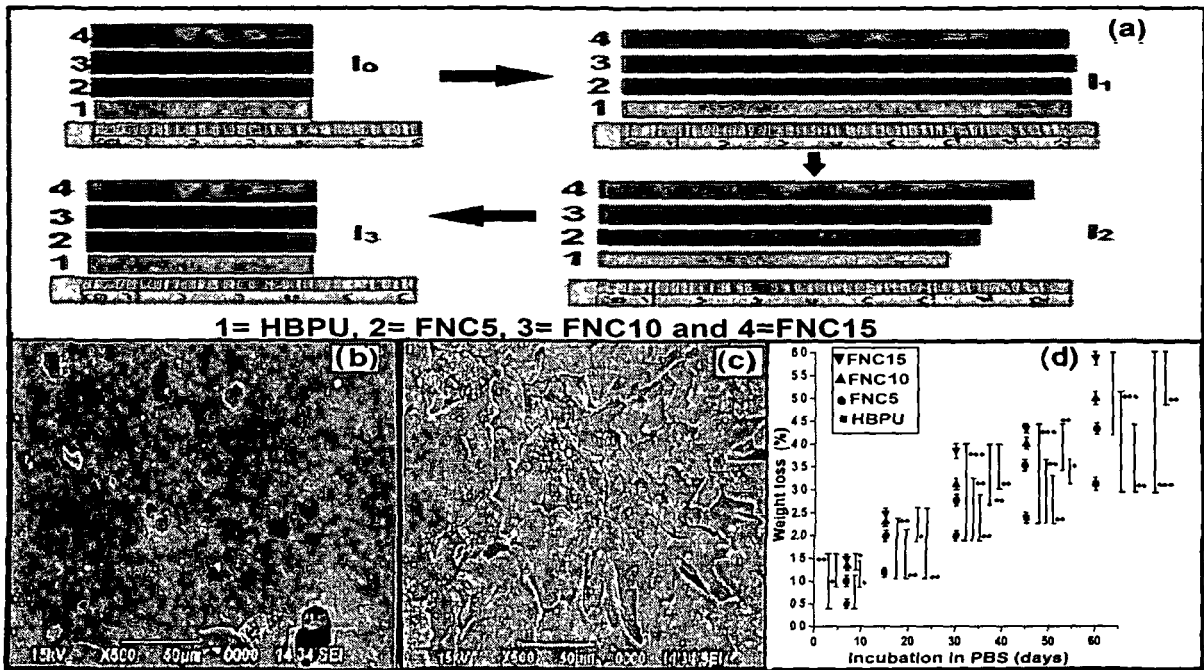 (a)
4
3
2
1
I₀
4
3
2
1
I₁
4
3
2
1
I₃
4
3
2
1
I₂
1= HBPU, 2= FNC5, 3= FNC10 and 4=FNC15
(b)
15kV X500 50µm 0000 14 34 SEI
(c)
15kV X500 50µm 0000 14 34 SEI
(d)
FNC15
FNC10
FNC5
HBPU
Weight loss (%)
6 0
5 5
5 0
4 5
4 0
3 5
3 0
2 5
2 0
1 5
1 0
0 5
0 0
0 10 20 30 40 50 60
Incubation in PBS (days)